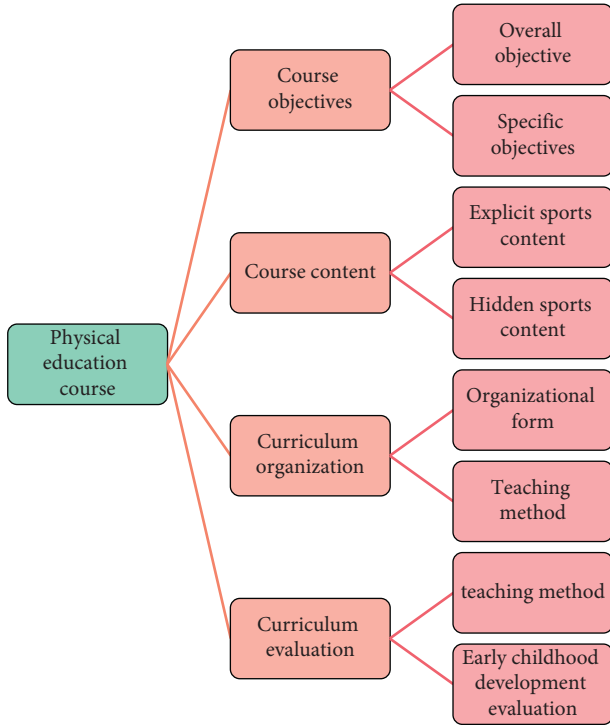 Physical
education
course
Course
objectives
Overall
objective
Specific
objectives
Course content
Explicit sports
content
Hidden sports
content
Curriculum
organization
Organizational
form
Teaching
method
Curriculum
evaluation
teaching method
Early childhood
development
evaluation